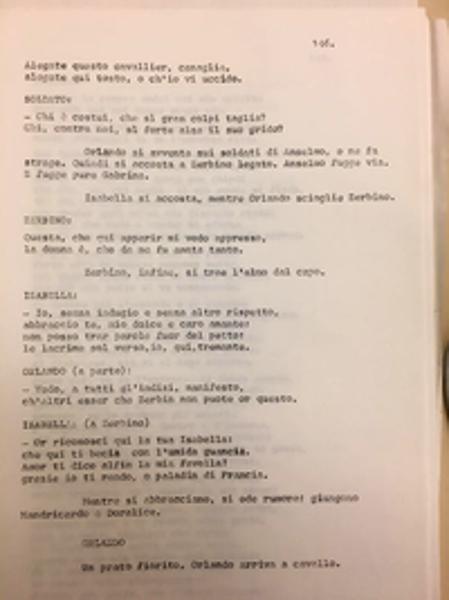 106.
Slegate questo cavallier, canaglia,
slegate qui tosto, o ch'io vi uccido.
SOLDATO:
- Chi è costui, che sì gran colpi taglia?
Chi, contra noi, sì forte alza il suo grido?
Orlando si avventa sui soldati di Anselmo, e ne fa
strage. Quindi si accosta a Zerbino legato. Anselmo fugge via.
E fugge pure Gabrina.
Isabella si accosta, mentre Orlando scioglie Zerbino.
ZERBINO:
Questa, che qui apparir mi vedo appresso,
la donna è, che da me fu amata tanto.
Zerbino, infine, si tree l'elmo dal capo.
ISABELLA:
- Io, senza indugio e senza altro rispetto,
abbraccio te, mio dolce e caro amante:
non posso trar parola fuor del petto:
le lacrime sol verso,io, qui,tremante.
ORLANDO (a parte):
- Vedo, a tutti gl'indizi, manifesto,
ch'altri esser che Zerbin non puote or questo.
ISABELLA: (a Zerbino)
- Or riconosci qui la tua Isabella:
che qui ti bacia con l'umida guancia.
Amor ti dice alfin la mia favella!
grazie io ti rendo, o paladin di Francia.
Mentre si abbracciano, si ode rumore: giungono
Mandricardo e Doralice.
ORLANDO
Un prato fiorito. Orlando arriva a cavallo.